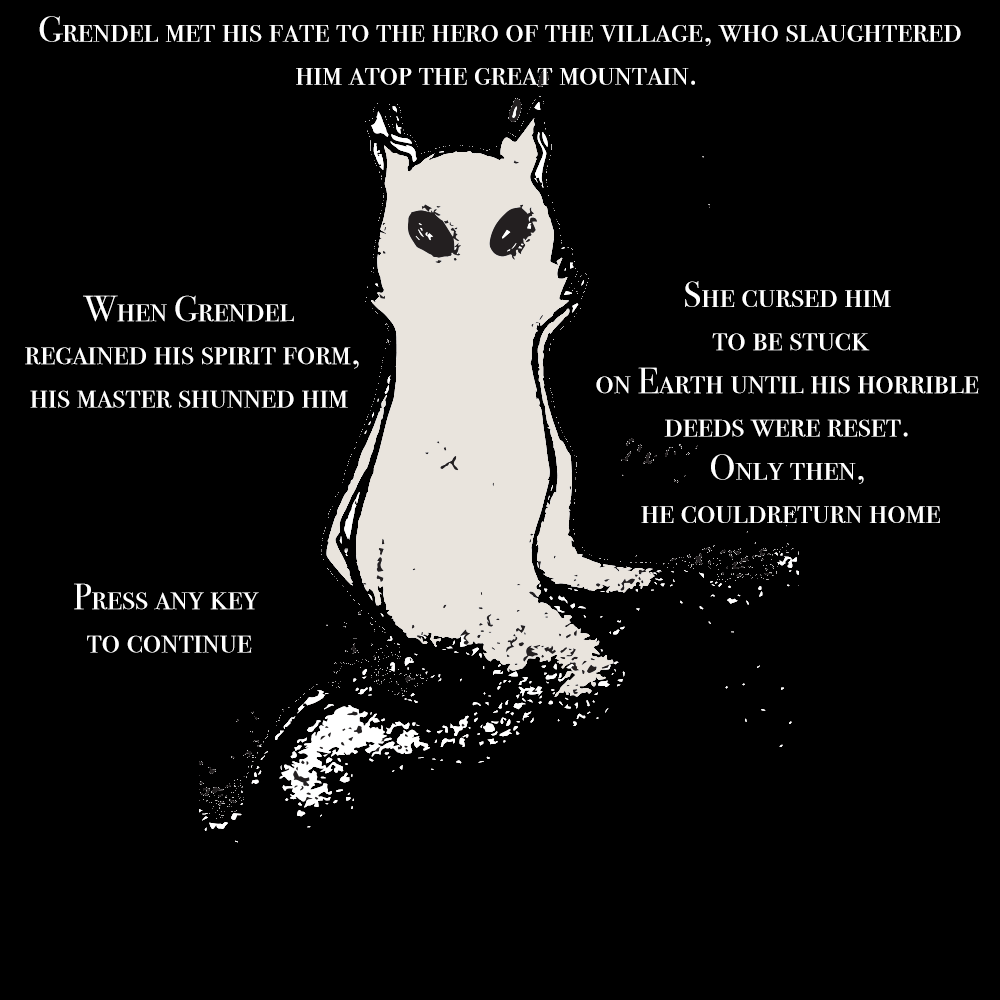 Grendel met his fate to the hero of the village, who slaughtered
him atop the great mountain.
When Grendel
regained his spirit form,
his master shunned him
She cursed him
to be stuck
on Earth until his horrible
deeds were reset.
Only then,
he couldreturn home
Press any key
to continue